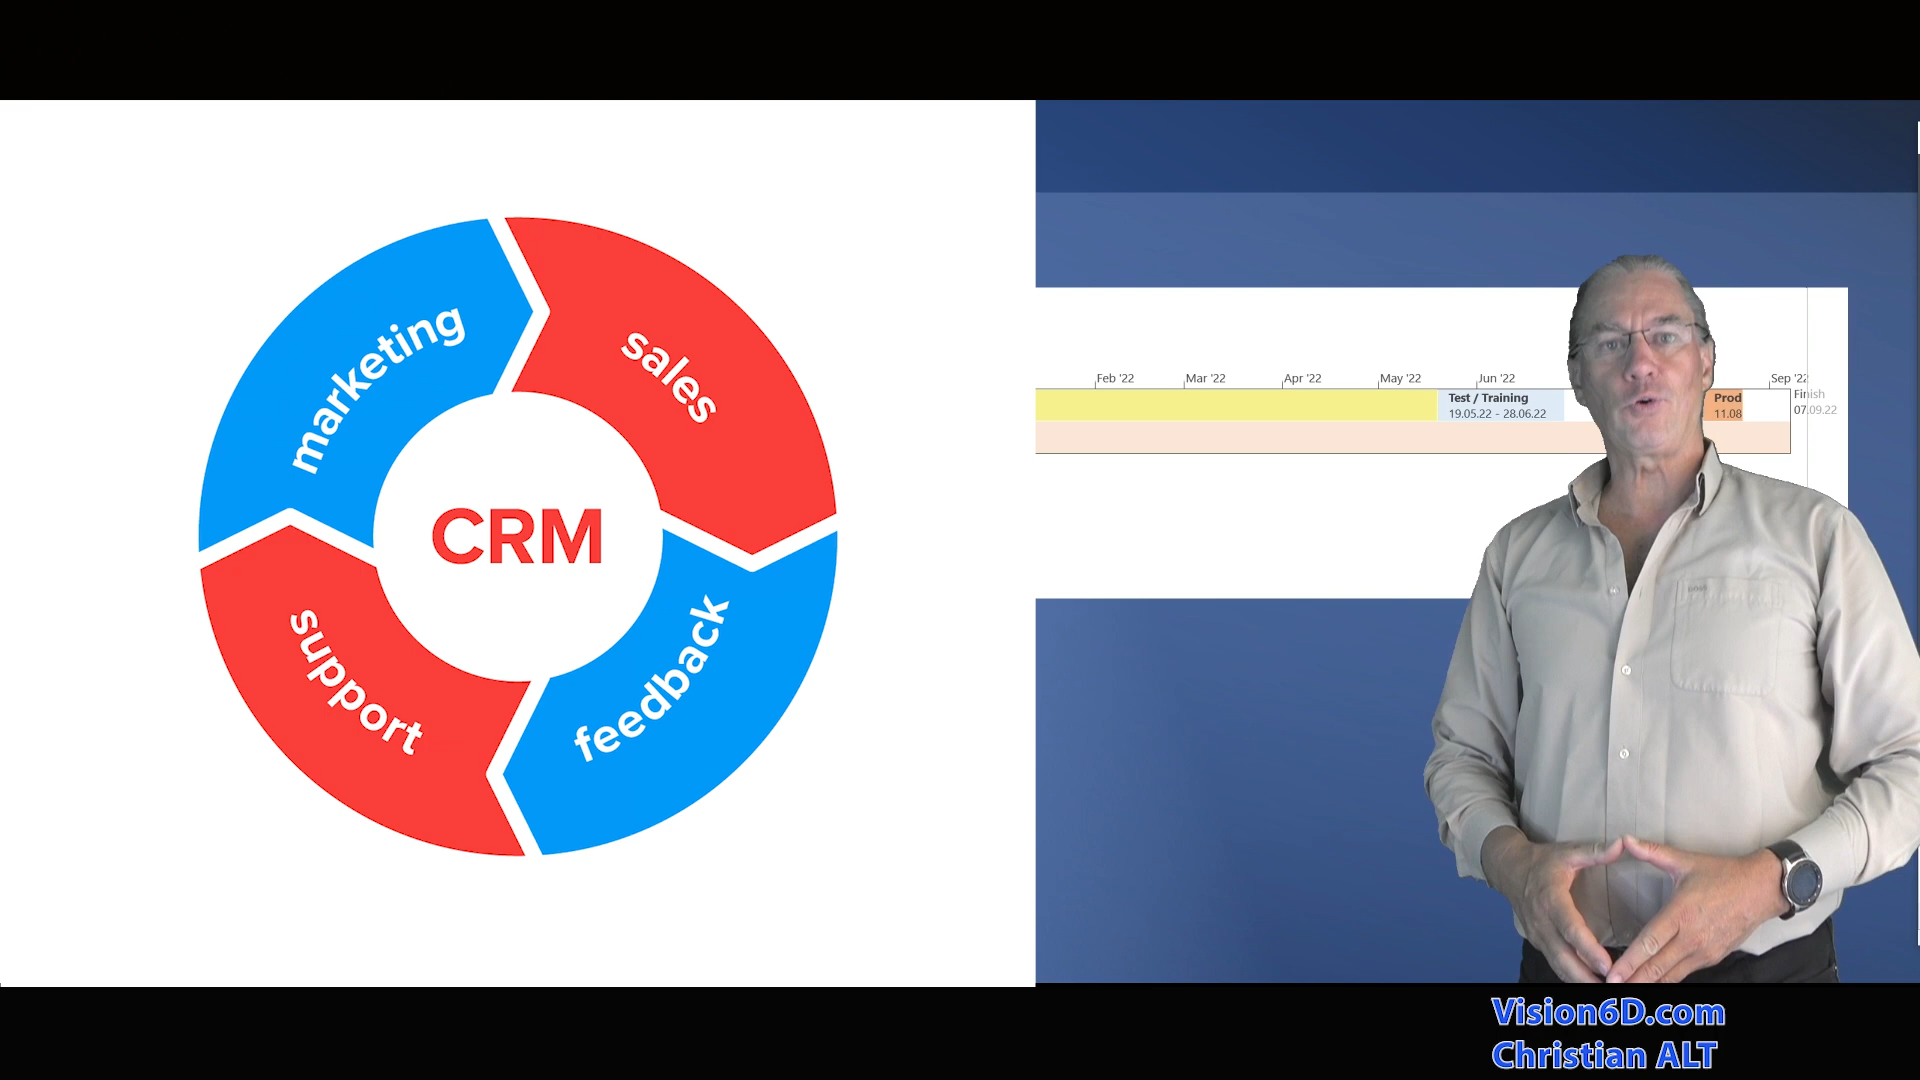 marketing
sales
CRM
support
feedback
Feb '22
Mar '22
Apr '22
May '22
Jun '22
Sep '22
Test / Training
19.05.22 - 28.06.22
Prod
11.08
Finish
07.09.22
Vision6D.com
Christian ALT